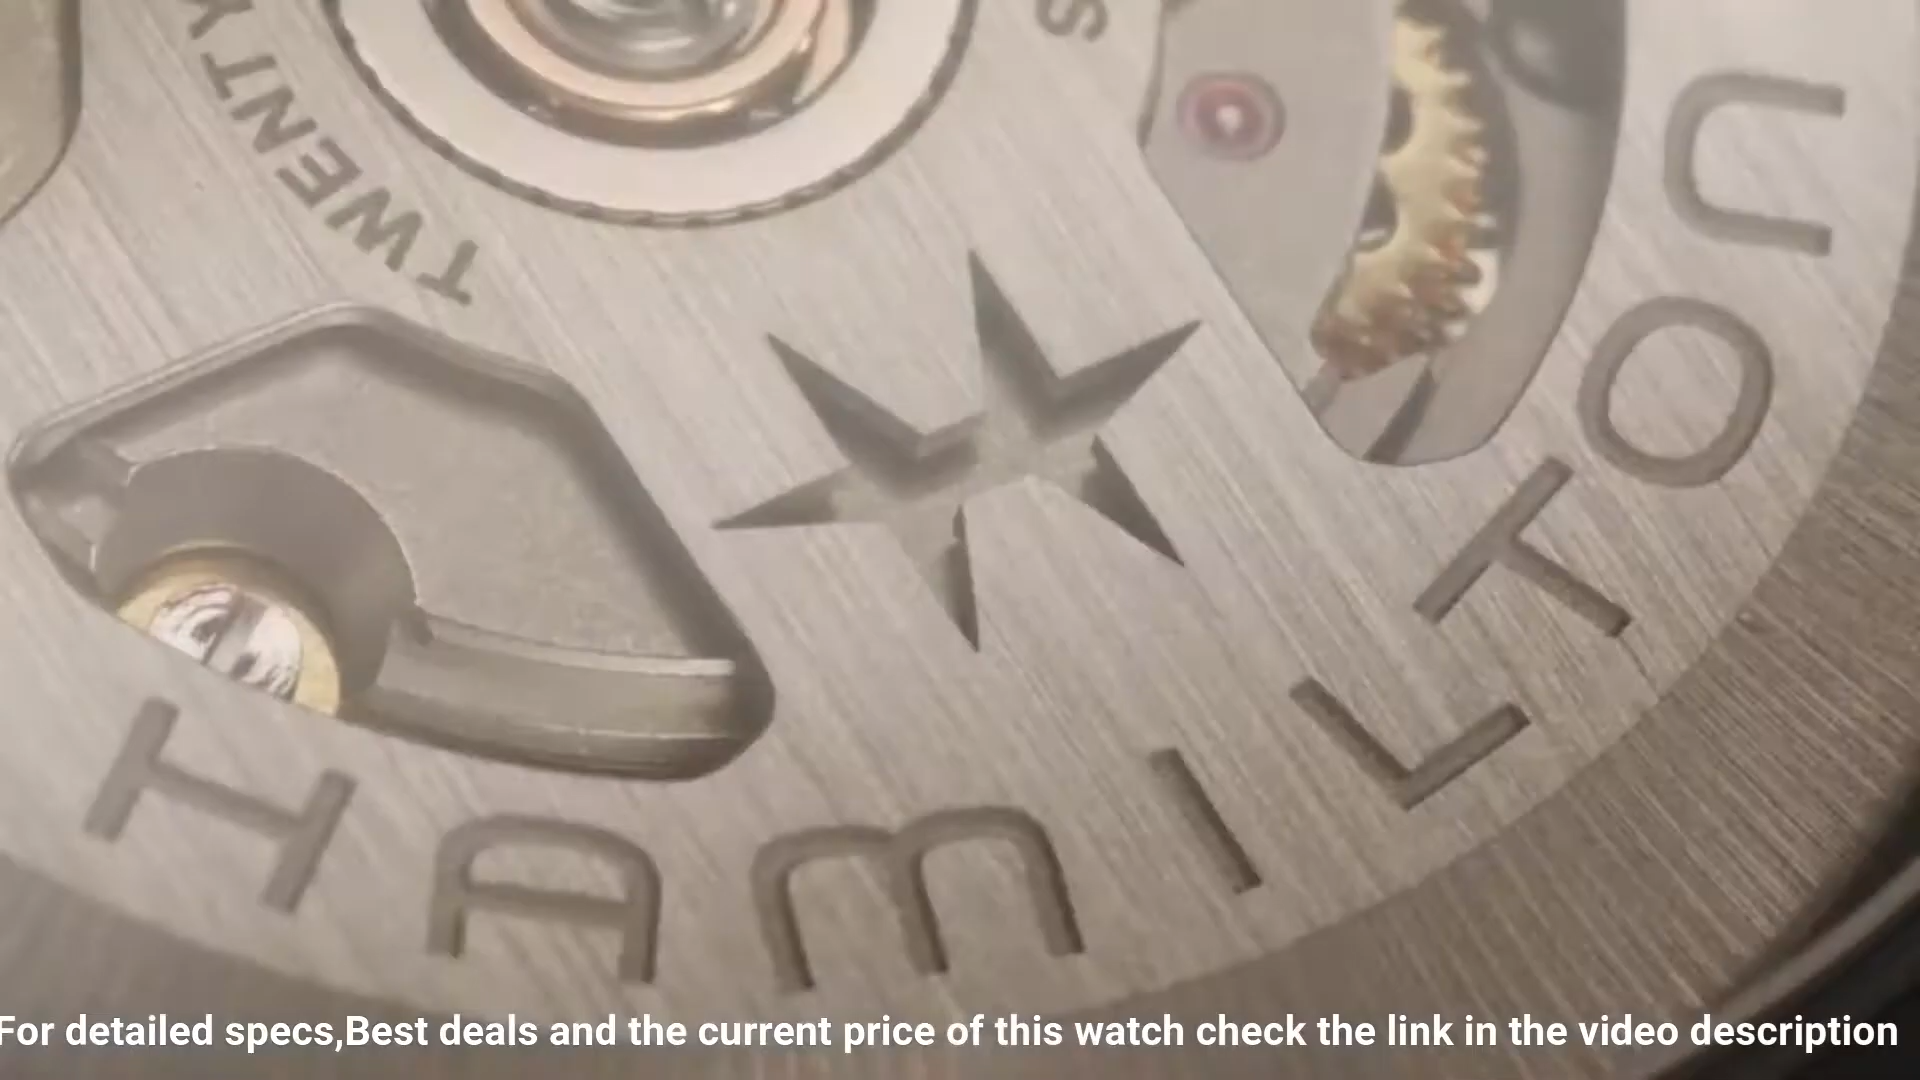 TWENTY
S
HAMILTON
For detailed specs,Best deals and the current price of this watch check the link in the video description